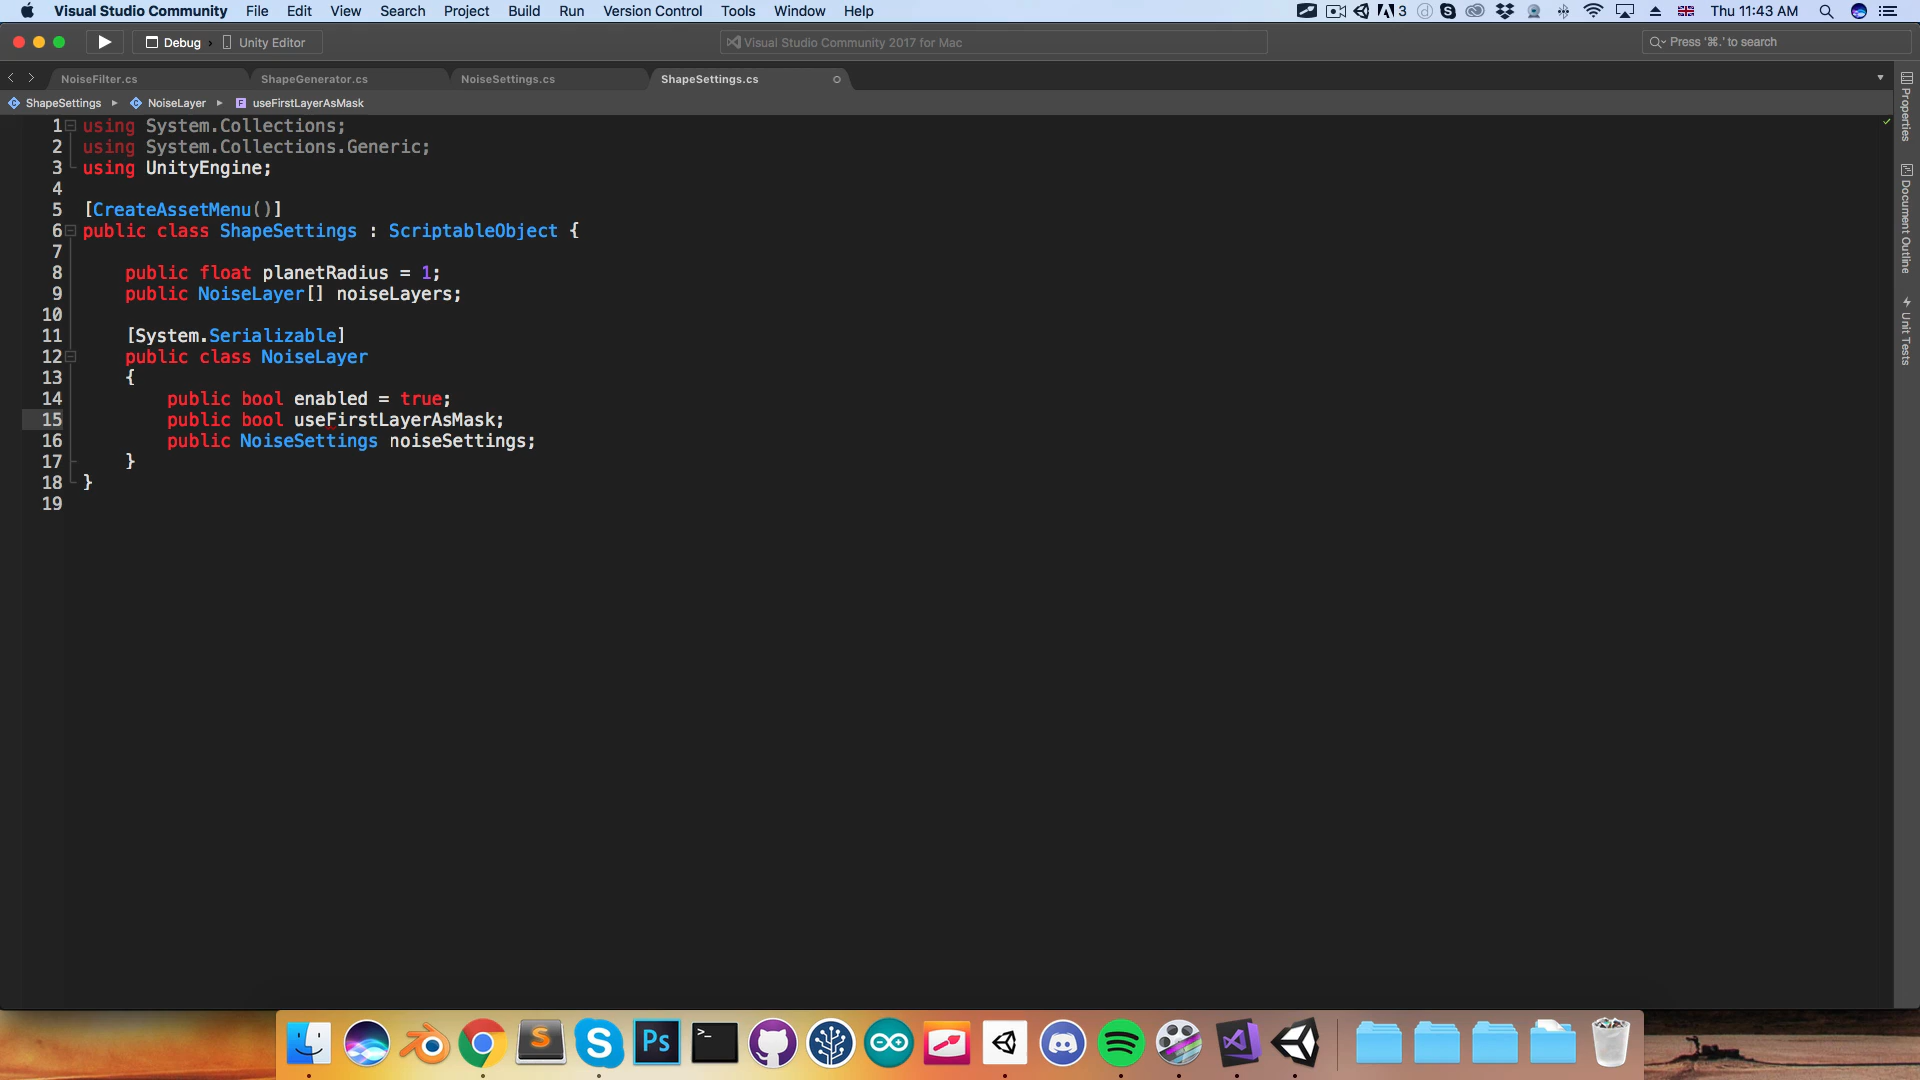 Visual Studio Community File Edit View Search Project Build Run Version Control Tools Window Help 3 Thu 11:43 AM
Debug › Unity Editor Visual Studio Community 2017 for Mac Press '⌘.' to search
NoiseFilter.cs ShapeGenerator.cs NoiseSettings.cs ShapeSettings.cs
ShapeSettings ▸ NoiseLayer ▸ useFirstLayerAsMask
1 using System.Collections;
2 using System.Collections.Generic;
3 using UnityEngine;
4
5 [CreateAssetMenu()]
6 public class ShapeSettings : ScriptableObject {
7
8 public float planetRadius = 1;
9 public NoiseLayer[] noiseLayers;
10
11 [System.Serializable]
12 public class NoiseLayer
13 {
14 public bool enabled = true;
15 public bool useFirstLayerAsMask;
16 public NoiseSettings noiseSettings;
17 }
18 }
19
Properties
Document Outline
Unit Tests
S S Ps >_